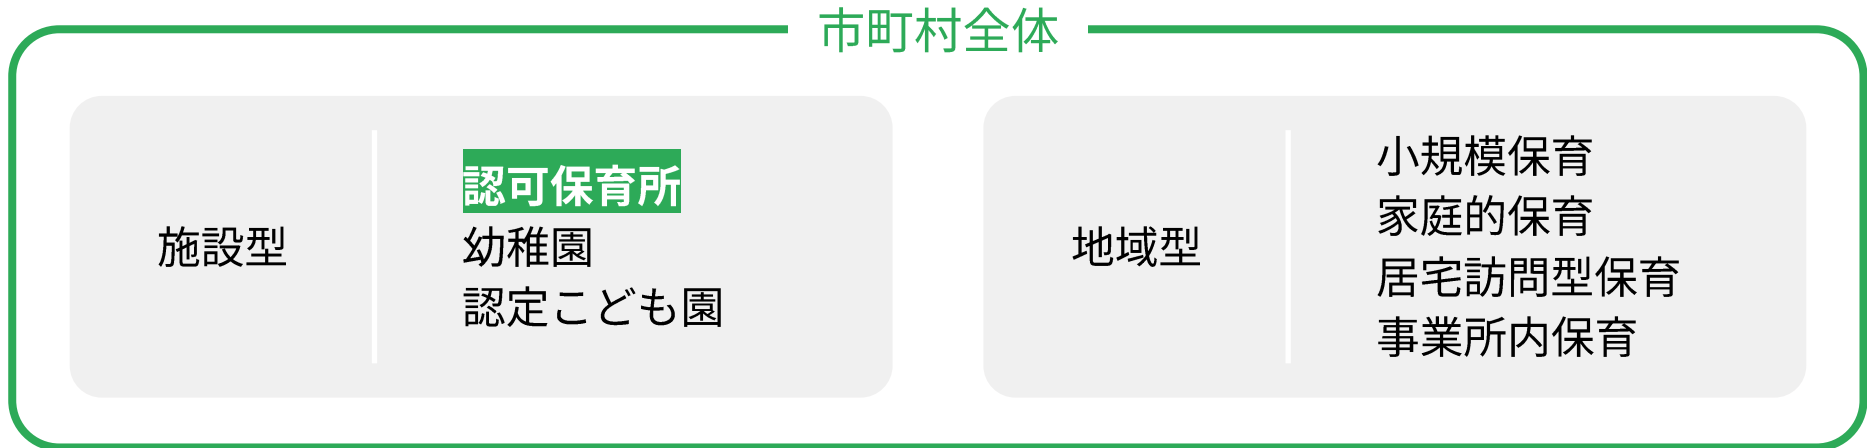 市町村全体
施設型
認可保育所
幼稚園
認定こども園
地域型
小規模保育
家庭的保育
居宅訪問型保育
事業所内保育